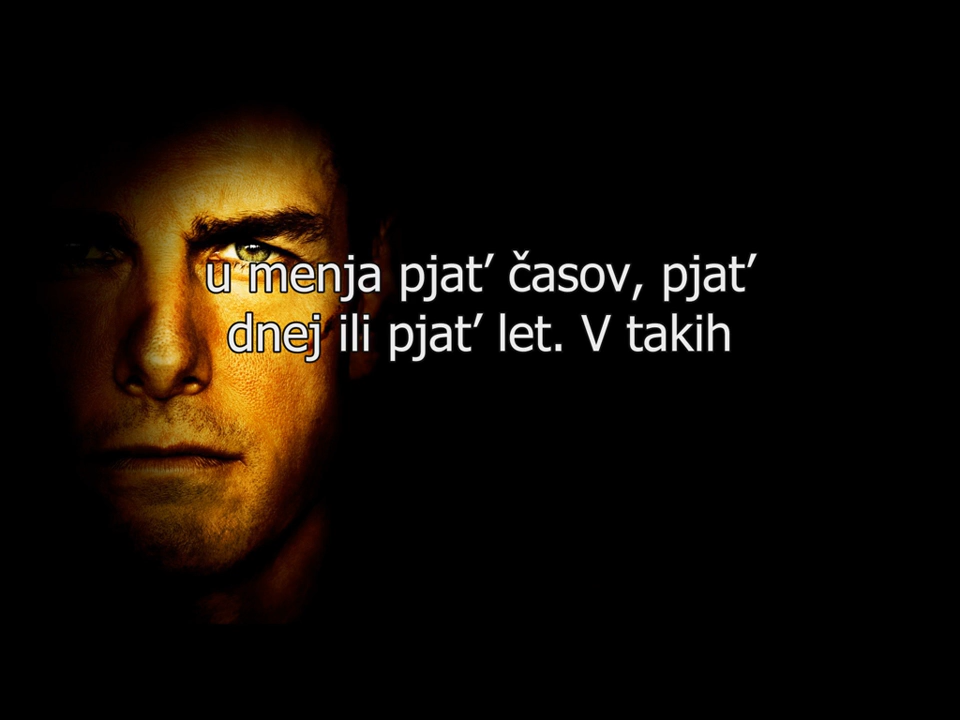 u menja pjat’ časov, pjat’
dnej ili pjat’ let. V takih